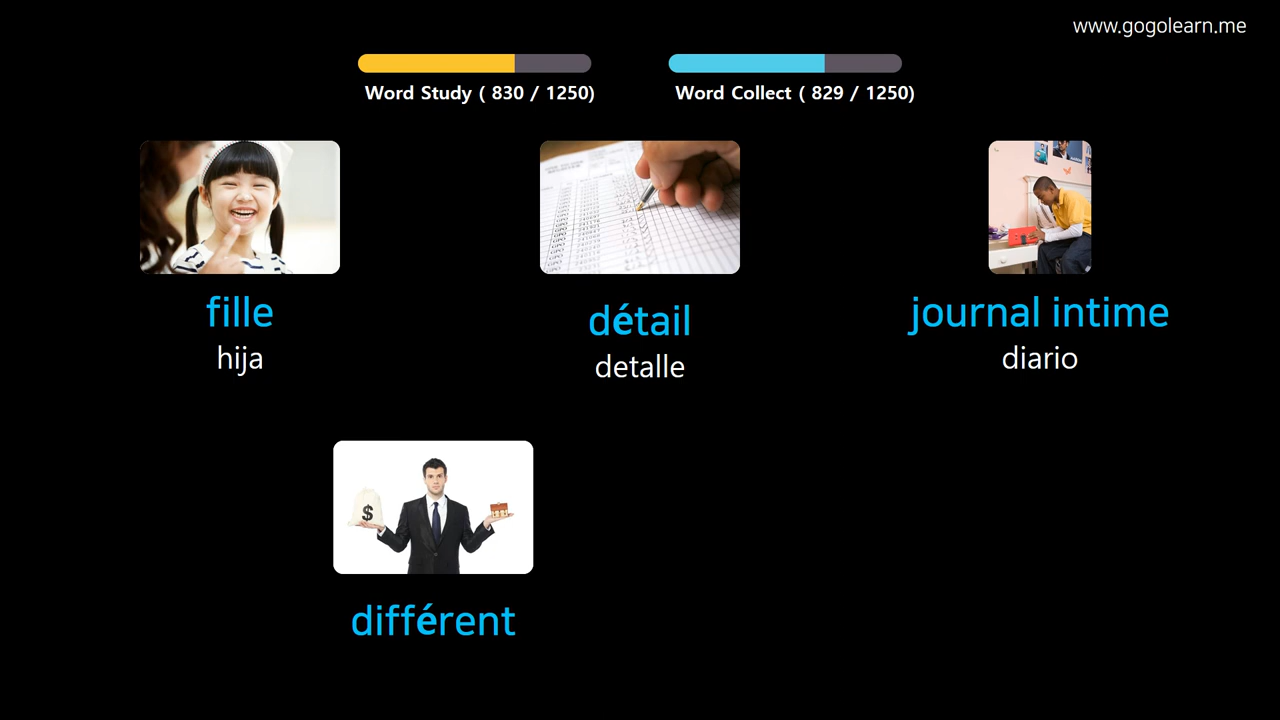 www.gogolearn.me
Word Study ( 830 / 1250)
Word Collect ( 829 / 1250)
fille
hija
détail
detalle
journal intime
diario
différent